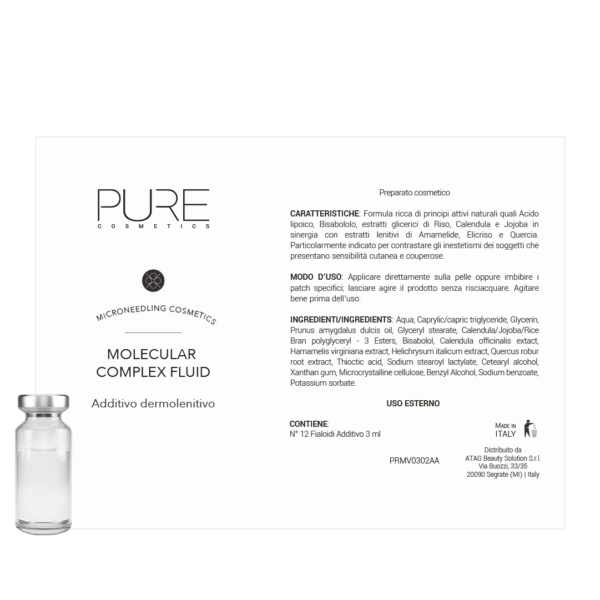 PURE
COSMETICS
MICRONEEDLING COSMETICS
MOLECULAR
COMPLEX FLUID
Additivo dermolenitivo
Preparato cosmetico
CARATTERISTICHE: Formula ricca di principi attivi naturali quali Acido
lipoico, Bisabololo, estratti glicerici di Riso, Calendula e Jojoba in
sinergia con estratti lenitivi di Amamelide, Elicriso e Quercia.
Particolarmente indicato per contrastare gli inestetismi dei soggetti che
presentano sensibilità cutanea e couperose.
MODO D'USO: Applicare direttamente sulla pelle oppure imbibire i
patch specifici; lasciare agire il prodotto senza risciacquare. Agitare
bene prima dell'uso.
INGREDIENTI/INGREDIENTS: Aqua, Caprylic/capric triglyceride, Glycerin,
Prunus amygdalus dulcis oil, Glyceryl stearate, Calendula/Jojoba/Rice
Bran polyglyceryl - 3 Esters, Bisabolol, Calendula officinalis extact,
Hamamelis virginiana extract, Helichrysum italicum extract, Quercus robur
root extract, Thioctic acid, Sodium stearoyl lactylate, Cetearyl alcohol,
Xanthan gum, Microcrystalline cellulose, Benzyl Alcohol, Sodium benzoate,
Potassium sorbate.
USO ESTERNO
CONTIENE:
N° 12 Fialoidi Additivo 3 ml
MADE IN
ITALY
PRMV0302AA
Distribuito da
ATAG Beauty Solution S.r.l.
Via Buozzi, 33/35
20090 Segrate (MI) | Italy